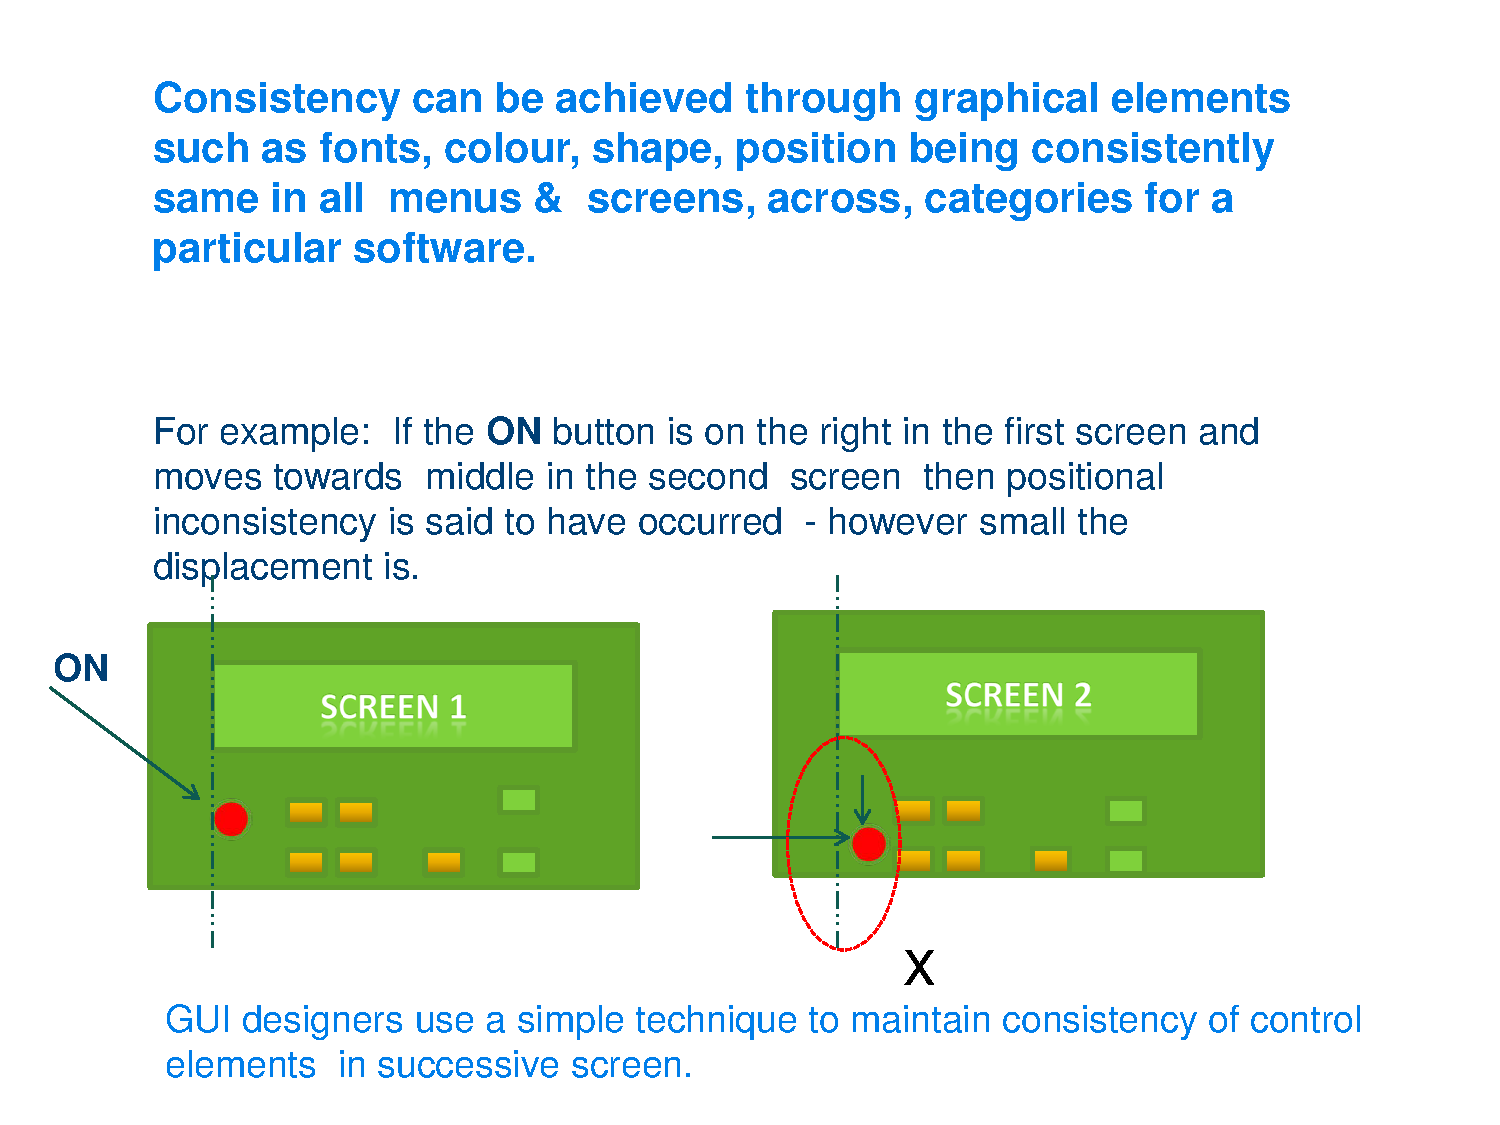 Consistency can be achieved through graphical elements
such as fonts, colour, shape, position being consistently
same in all menus & screens, across, categories for a
particular software.
For example: If the ON button is on the right in the first screen and
moves towards middle in the second screen then positional
inconsistency is said to have occurred - however small the
displacement is.
ON
SCREEN 1
SCREEN 2
X
GUI designers use a simple technique to maintain consistency of control
elements in successive screen.